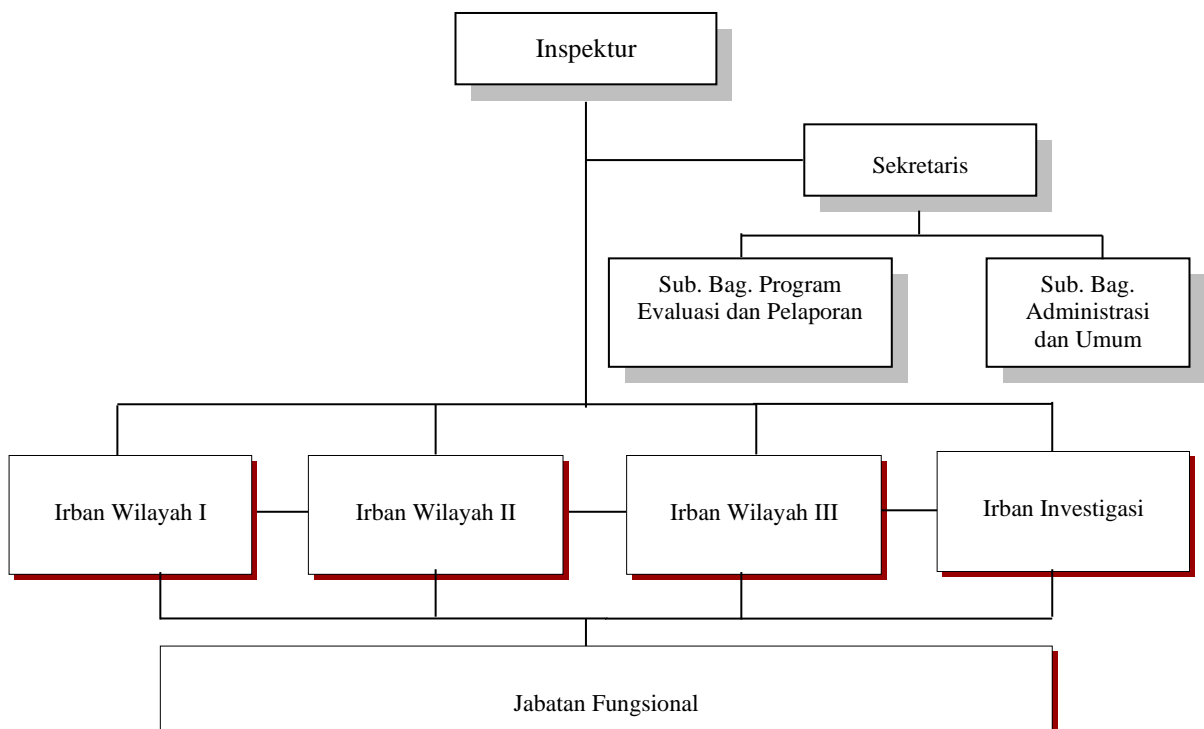 Inspektur
Sekretaris
Sub. Bag. Program
Evaluasi dan Pelaporan
Sub. Bag.
Administrasi
dan Umum
Irban Wilayah I
Irban Wilayah II
Irban Wilayah III
Irban Investigasi
Jabatan Fungsional